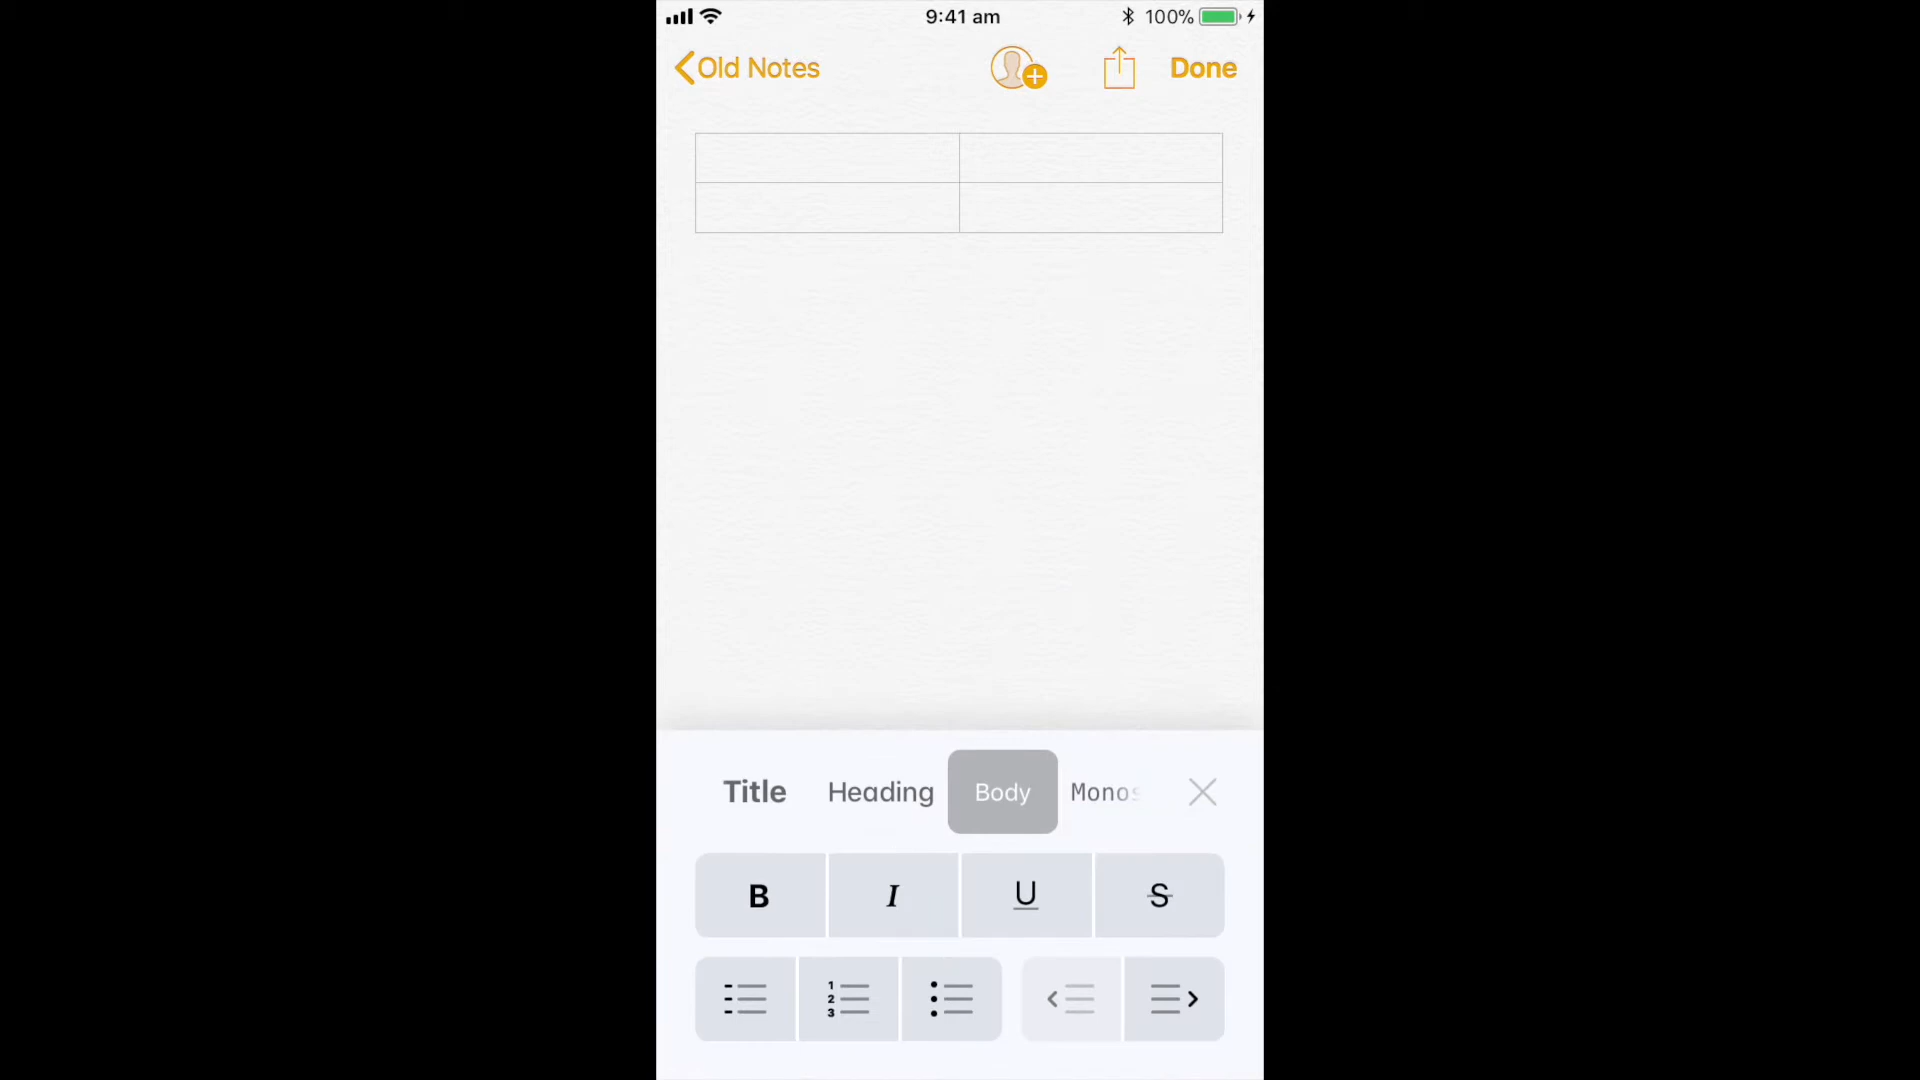 9:41 am 100%
Old Notes Done
Title Heading Body Monos
B I U S
1
2
3